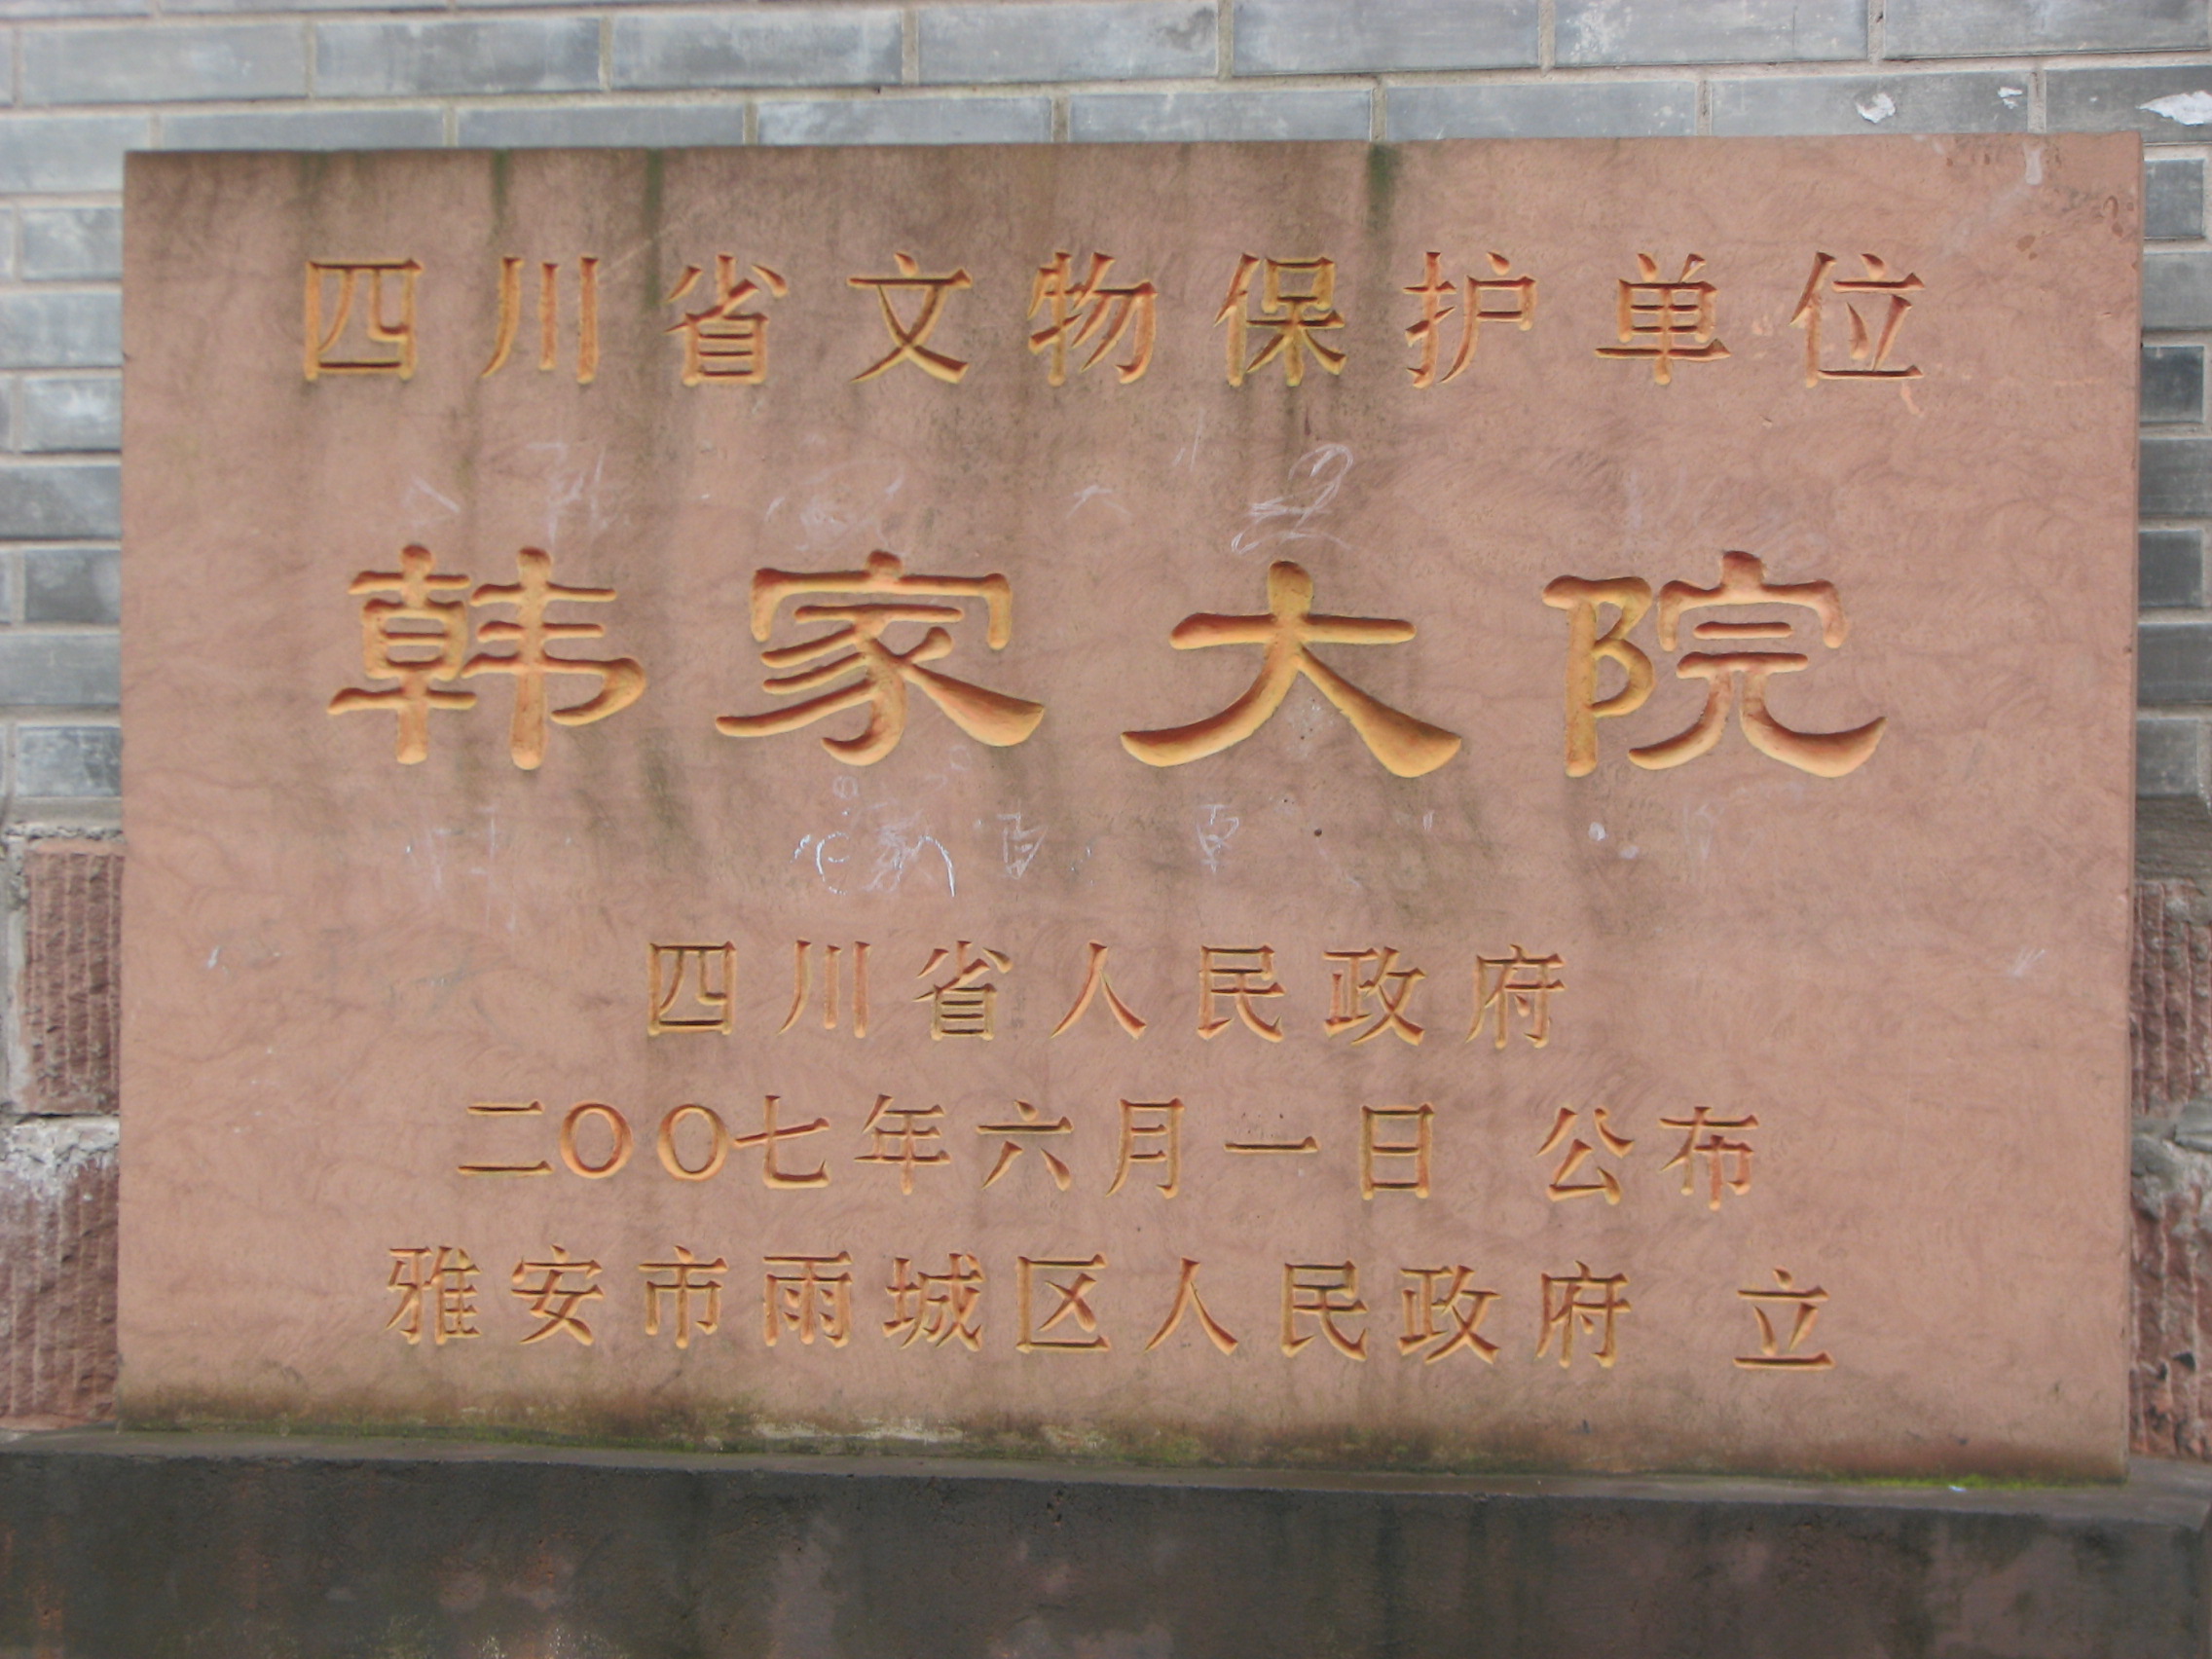 四川省文物保护单位
韩家大院
四川省人民政府
二〇〇七年六月一日 公布
雅安市雨城区人民政府 立